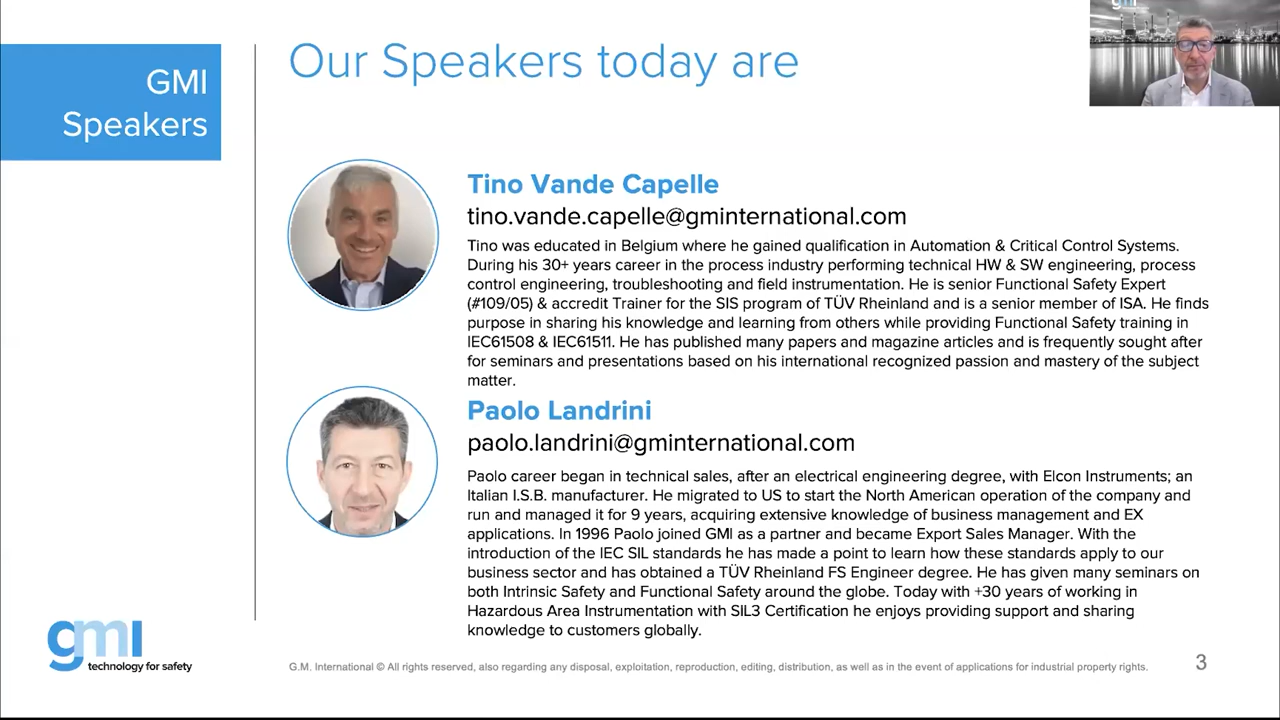 gmi
Our Speakers today are
GMI
Speakers
Tino Vande Capelle
tino.vande.capelle@gminternational.com
Tino was educated in Belgium where he gained qualification in Automation & Critical Control Systems.
During his 30+ years career in the process industry performing technical HW & SW engineering, process
control engineering, troubleshooting and field instrumentation. He is senior Functional Safety Expert
(#109/05) & accredit Trainer for the SIS program of TÜV Rheinland and is a senior member of ISA. He finds
purpose in sharing his knowledge and learning from others while providing Functional Safety training in
IEC61508 & IEC61511. He has published many papers and magazine articles and is frequently sought after
for seminars and presentations based on his international recognized passion and mastery of the subject
matter.
Paolo Landrini
paolo.landrini@gminternational.com
Paolo career began in technical sales, after an electrical engineering degree, with Elcon Instruments; an
Italian I.S.B. manufacturer. He migrated to US to start the North American operation of the company and
run and managed it for 9 years, acquiring extensive knowledge of business management and EX
applications. In 1996 Paolo joined GMI as a partner and became Export Sales Manager. With the
introduction of the IEC SIL standards he has made a point to learn how these standards apply to our
business sector and has obtained a TÜV Rheinland FS Engineer degree. He has given many seminars on
both Intrinsic Safety and Functional Safety around the globe. Today with +30 years of working in
Hazardous Area Instrumentation with SIL3 Certification he enjoys providing support and sharing
knowledge to customers globally.
gmi
technology for safety
G.M. International © All rights reserved, also regarding any disposal, exploitation, reproduction, editing, distribution, as well as in the event of applications for industrial property rights.
3